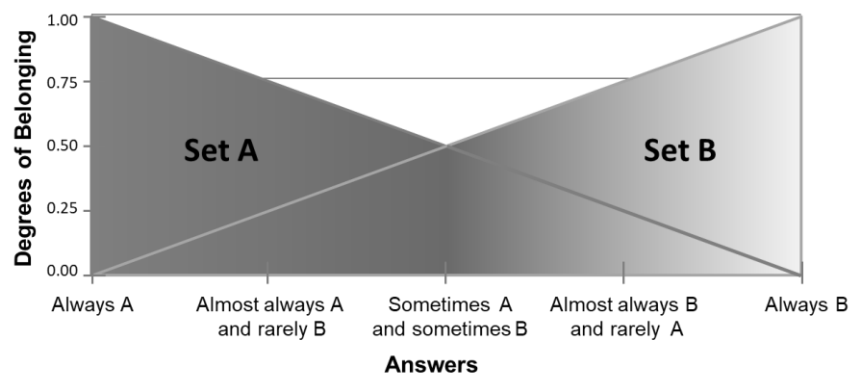 1.00
0.75
0.50
0.25
0.00
Degrees of Belonging
Set A
Set B
Always A
Almost always A
and rarely B
Sometimes A
and sometimes B
Almost always B
and rarely A
Always B
Answers